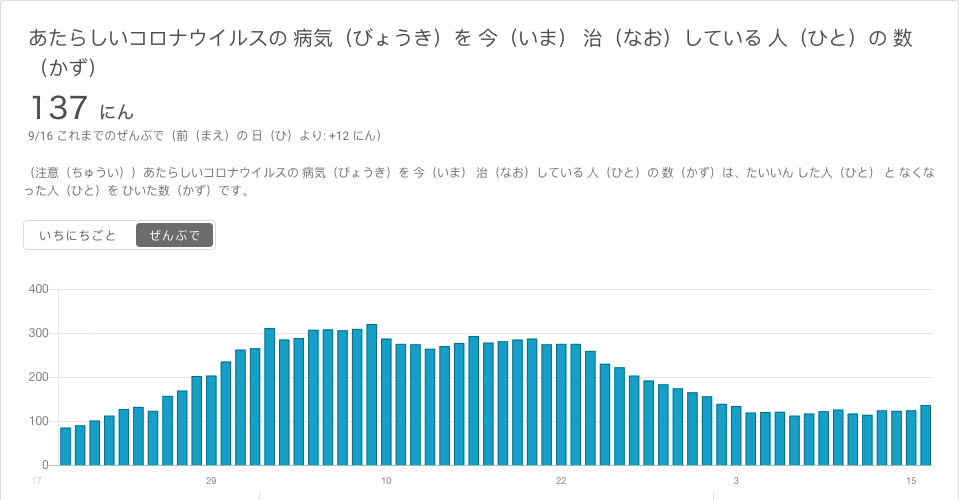 あたらしいコロナウイルスの 病気（びょうき）を 今（いま） 治（なお）している 人（ひと）の 数
（かず）
137 にん
9/16 これまでのぜんぶで（前（まえ）の 日（ひ）より: +12 にん）
（注意（ちゅうい））あたらしいコロナウイルスの 病気（びょうき）を 今（いま） 治（なお）している 人（ひと）の 数（かず）は、たいいん した人（ひと） と なくな
った人（ひと）を ひいた数（かず）です。
いちにちごと ぜんぶで
400
300
200
100
0
17 29 10 22 3 15